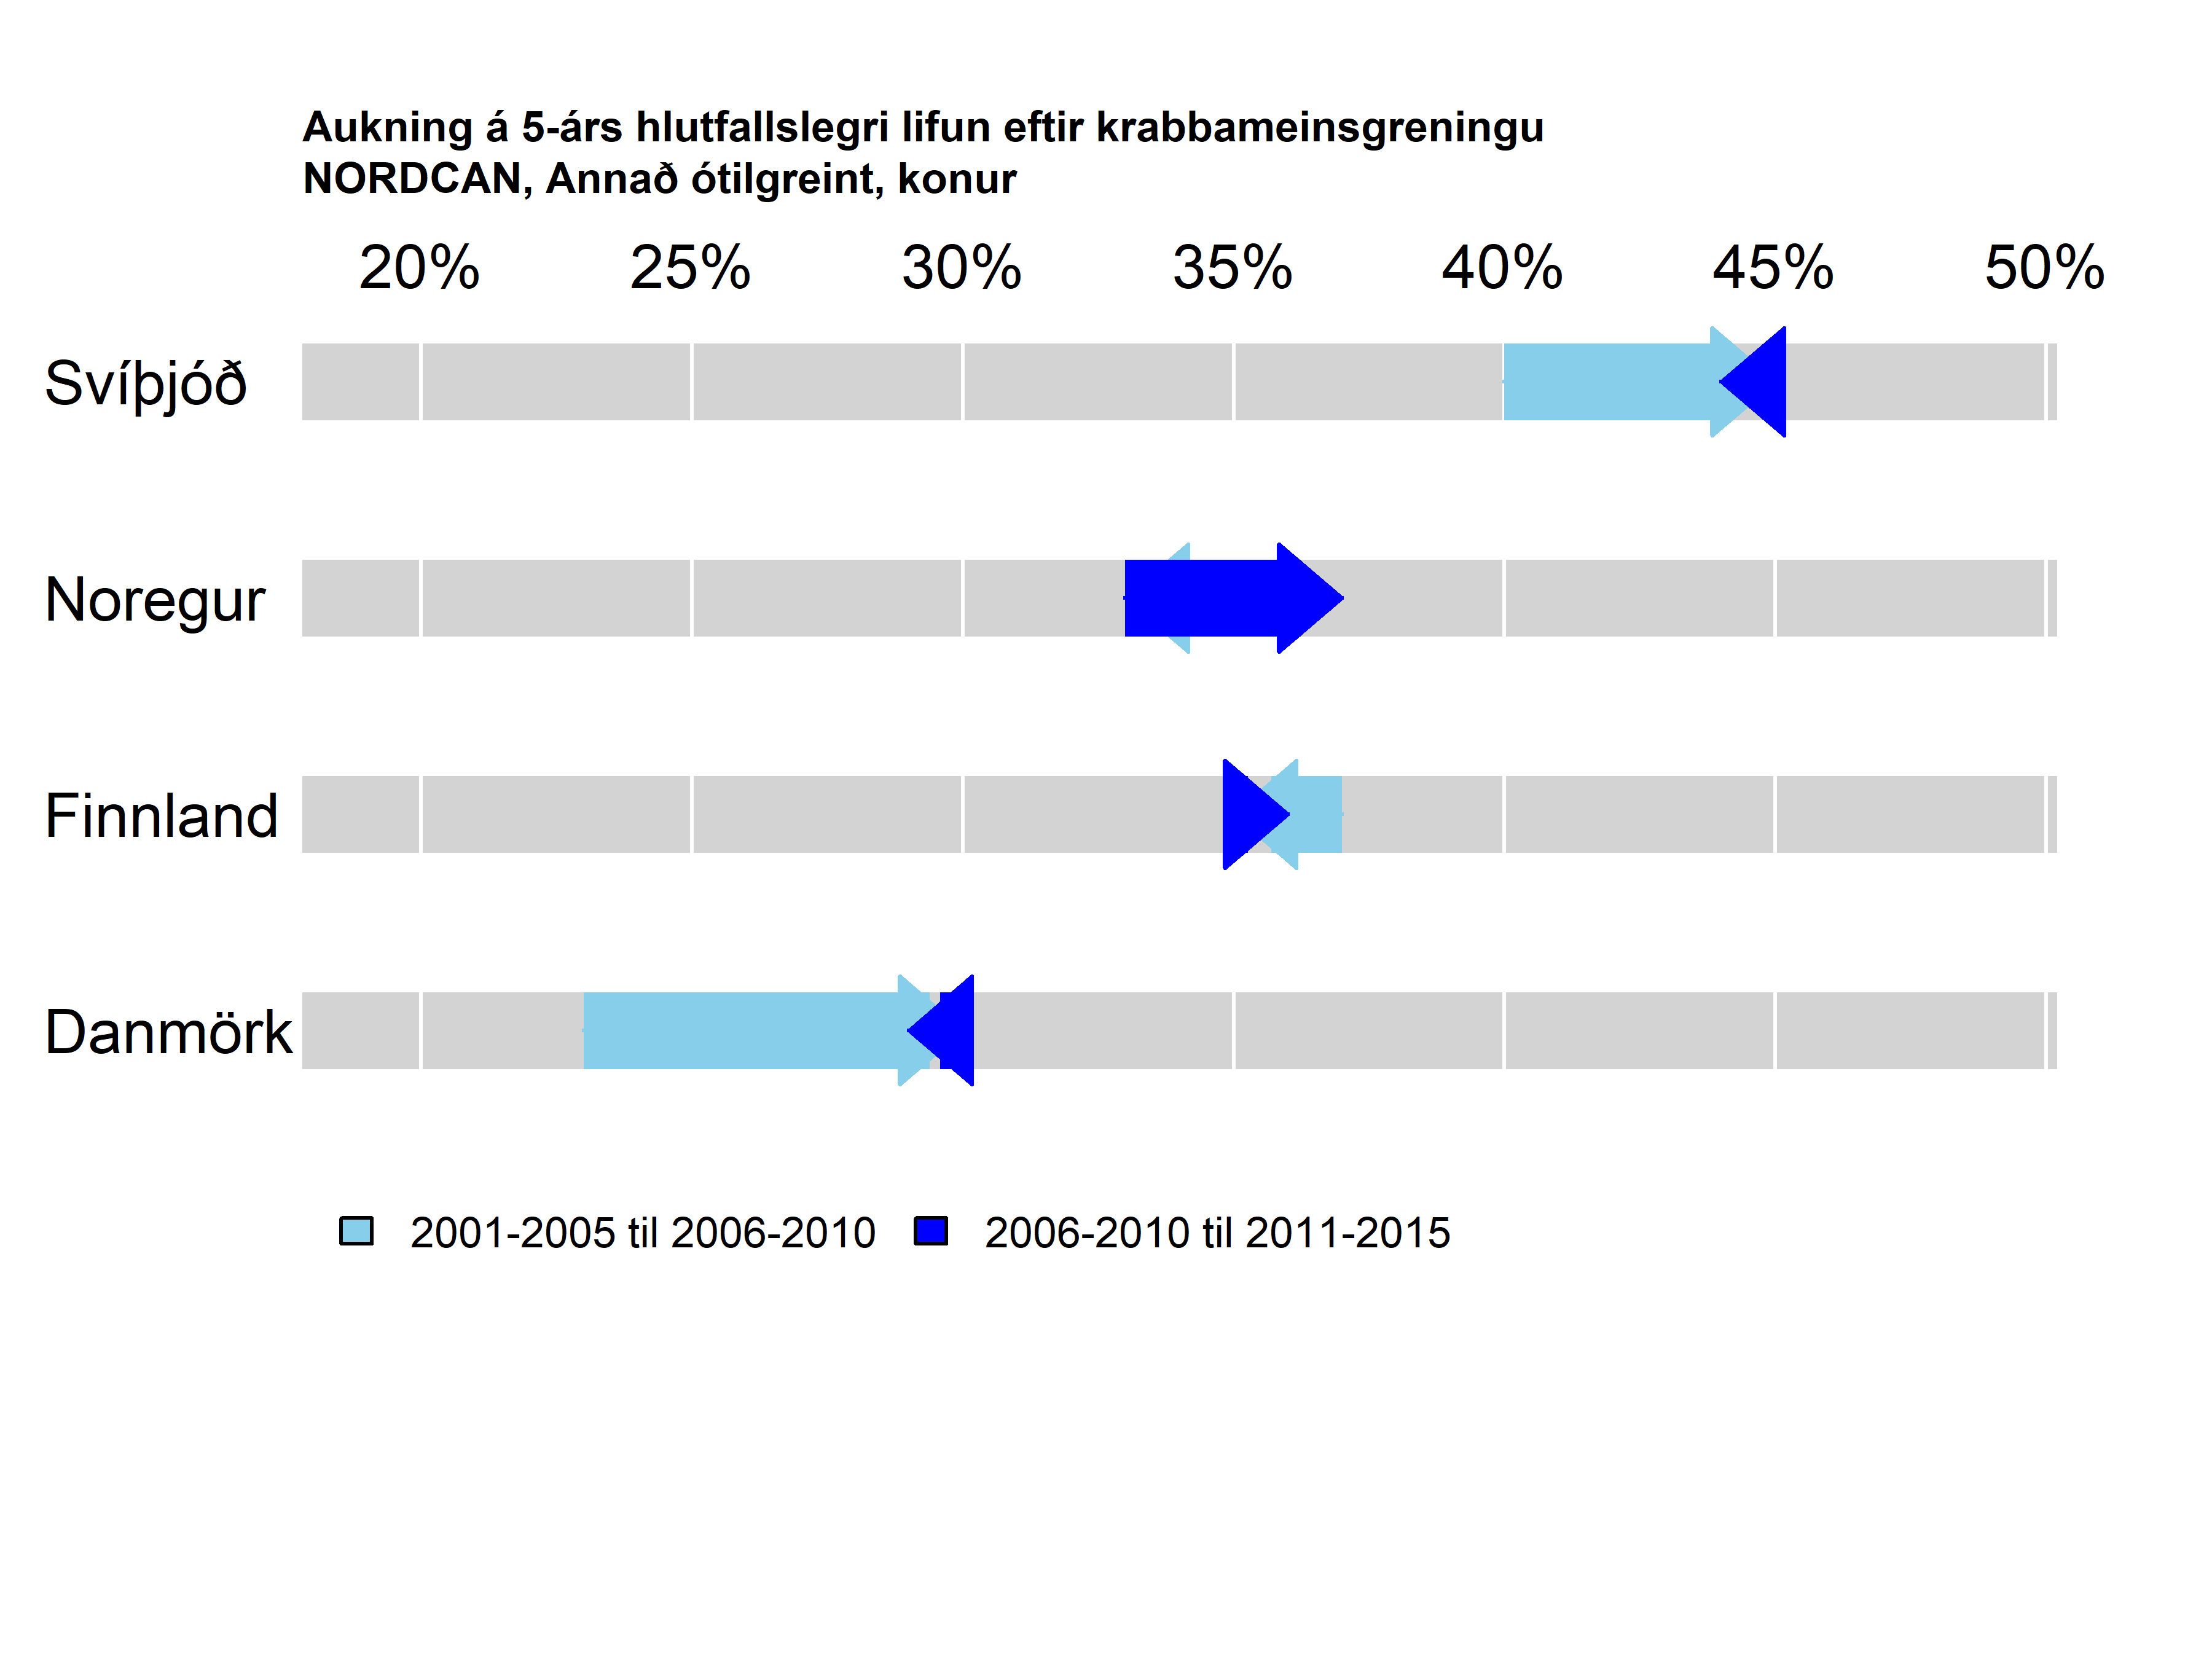 Aukning á 5-árs hlutfallslegri lifun eftir krabbameinsgreningu
NORDCAN, Annað ótilgreint, konur
20% 25% 30% 35% 40% 45% 50%
Svíþjóð
Noregur
Finnland
Danmörk
2001-2005 til 2006-2010 2006-2010 til 2011-2015